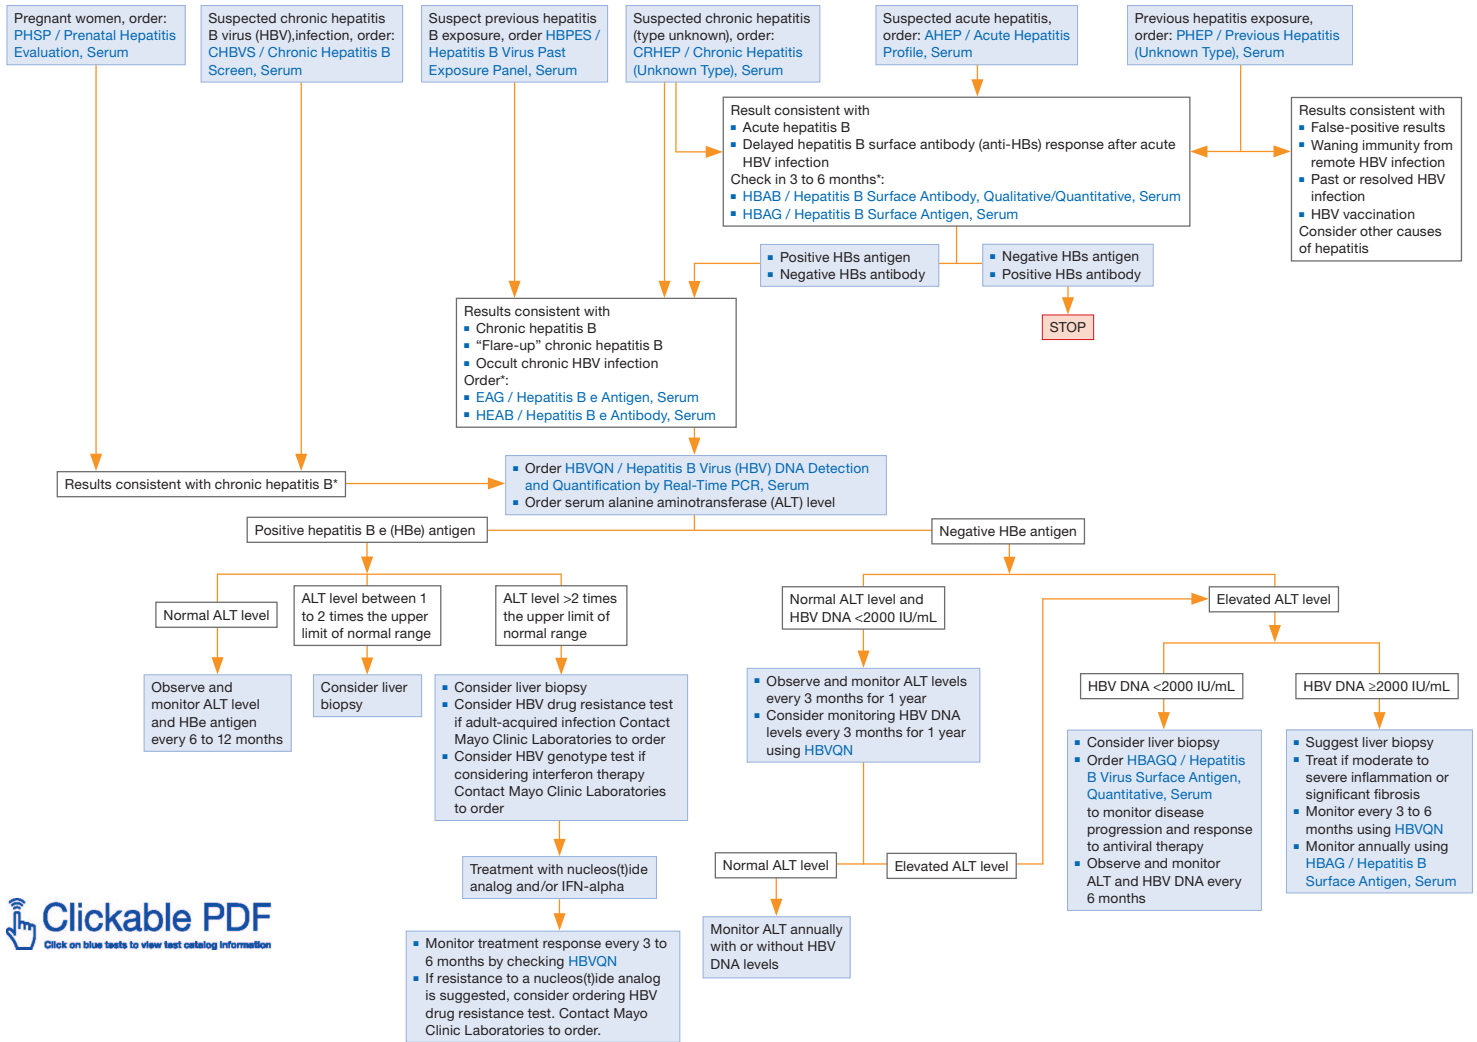 Pregnant women, order:
PHSP / Prenatal Hepatitis
Evaluation, Serum
Suspected chronic hepatitis
B virus (HBV),infection, order:
CHBVS / Chronic Hepatitis B
Screen, Serum
Suspect previous hepatitis
B exposure, order HBPES /
Hepatitis B Virus Past
Exposure Panel, Serum
Suspected chronic hepatitis
(type unknown), order:
CRHEP / Chronic Hepatitis
(Unknown Type), Serum
Suspected acute hepatitis,
order: AHEP / Acute Hepatitis
Profile, Serum
Previous hepatitis exposure,
order: PHEP / Previous Hepatitis
(Unknown Type), Serum
Result consistent with
▪ Acute hepatitis B
▪ Delayed hepatitis B surface antibody (anti-HBs) response after acute
HBV infection
Check in 3 to 6 months*:
▪ HBAB / Hepatitis B Surface Antibody, Qualitative/Quantitative, Serum
▪ HBAG / Hepatitis B Surface Antigen, Serum
Results consistent with
▪ False-positive results
▪ Waning immunity from
remote HBV infection
▪ Past or resolved HBV
infection
▪ HBV vaccination
Consider other causes
of hepatitis
▪ Positive HBs antigen
▪ Negative HBs antibody
▪ Negative HBs antigen
▪ Positive HBs antibody
STOP
Results consistent with
▪ Chronic hepatitis B
▪ “Flare-up” chronic hepatitis B
▪ Occult chronic HBV infection
Order*:
▪ EAG / Hepatitis B e Antigen, Serum
▪ HEAB / Hepatitis B e Antibody, Serum
Results consistent with chronic hepatitis B*
▪ Order HBVQN / Hepatitis B Virus (HBV) DNA Detection
and Quantification by Real-Time PCR, Serum
▪ Order serum alanine aminotransferase (ALT) level
Positive hepatitis B e (HBe) antigen
Negative HBe antigen
Normal ALT level
ALT level between 1
to 2 times the upper
limit of normal range
ALT level >2 times
the upper limit of
normal range
Normal ALT level and
HBV DNA <2000 IU/mL
Elevated ALT level
Observe and
monitor ALT level
and HBe antigen
every 6 to 12 months
Consider liver
biopsy
▪ Consider liver biopsy
▪ Consider HBV drug resistance test
if adult-acquired infection Contact
Mayo Clinic Laboratories to order
▪ Consider HBV genotype test if
considering interferon therapy
Contact Mayo Clinic Laboratories
to order
▪ Observe and monitor ALT levels
every 3 months for 1 year
▪ Consider monitoring HBV DNA
levels every 3 months for 1 year
using HBVQN
HBV DNA <2000 IU/mL
HBV DNA ≥2000 IU/mL
▪ Consider liver biopsy
▪ Order HBAGQ / Hepatitis
B Virus Surface Antigen,
Quantitative, Serum
to monitor disease
progression and response
to antiviral therapy
▪ Observe and monitor
ALT and HBV DNA every
6 months
▪ Suggest liver biopsy
▪ Treat if moderate to
severe inflammation or
significant fibrosis
▪ Monitor every 3 to 6
months using HBVQN
▪ Monitor annually using
HBAG / Hepatitis B
Surface Antigen, Serum
Treatment with nucleos(t)ide
analog and/or IFN-alpha
Normal ALT level
Elevated ALT level
▪ Monitor treatment response every 3 to
6 months by checking HBVQN
▪ If resistance to a nucleos(t)ide analog
is suggested, consider ordering HBV
drug resistance test. Contact Mayo
Clinic Laboratories to order.
Monitor ALT annually
with or without HBV
DNA levels
Clickable PDF
Click on blue tests to view test catalog information